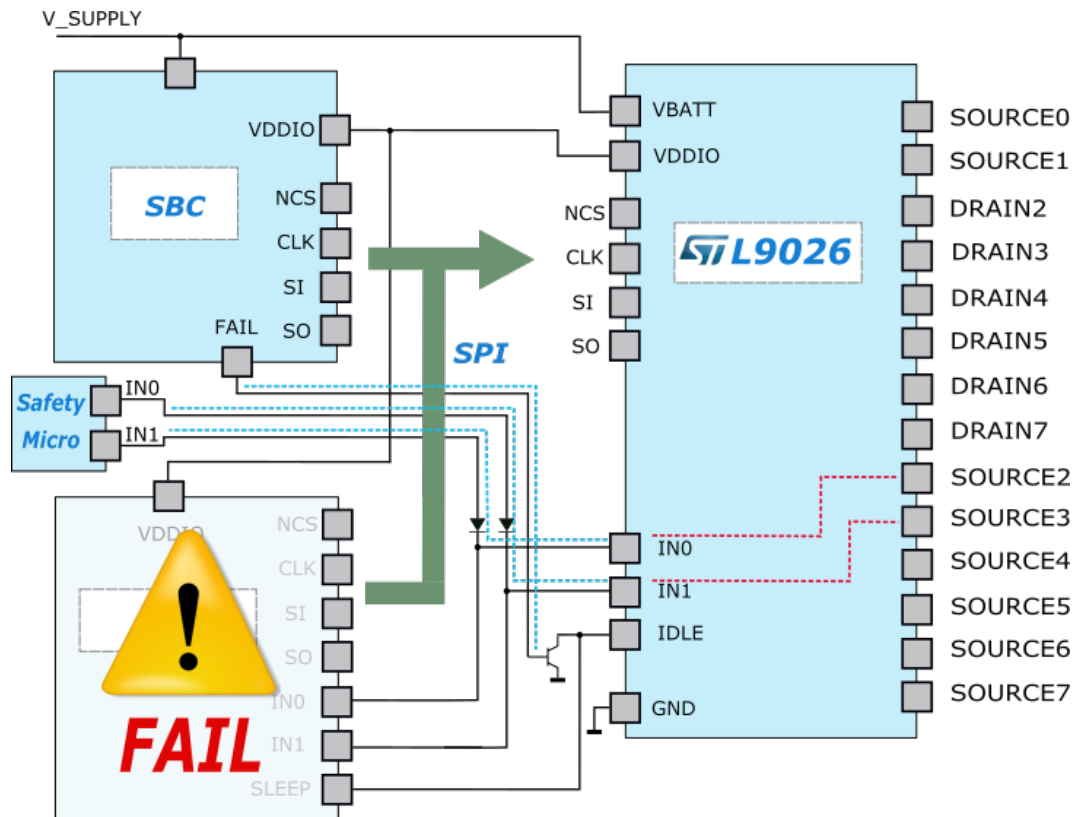 V_SUPPLY
VDDIO
NCS
CLK
SI
SO
FAIL
SBC
VBATT
VDDIO
NCS
CLK
SI
SO
ST L9026
SOURCE0
SOURCE1
DRAIN2
DRAIN3
DRAIN4
DRAIN5
DRAIN6
DRAIN7
SOURCE2
SOURCE3
SOURCE4
SOURCE5
SOURCE6
SOURCE7
IN0
IN1
IDLE
GND
SPI
Safety
Micro
IN0
IN1
VDDIO
NCS
CLK
SI
SO
IN0
IN1
SLEEP
!
FAIL